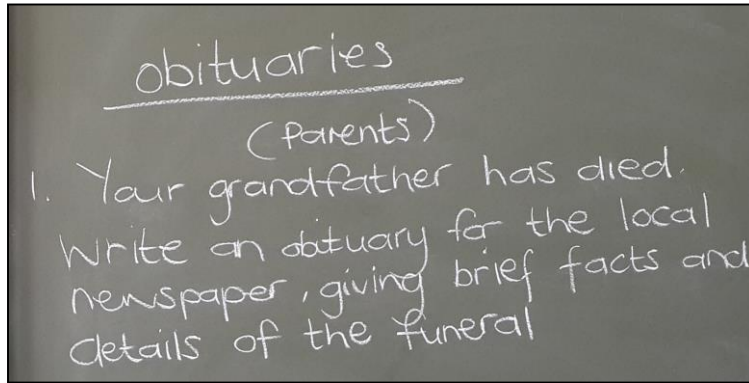 obituaries
(Parents)
1. Your grandfather has died.
Write an obituary for the local
newspaper, giving brief facts and
details of the funeral